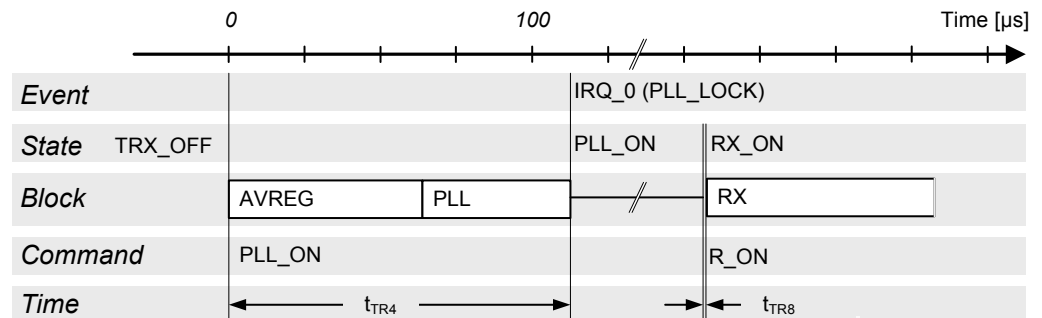 0 100 Time [µs]
Event IRQ_0 (PLL_LOCK)
State TRX_OFF PLL_ON RX_ON
Block AVREG PLL RX
Command PLL_ON R_ON
Time tTR4 tTR8